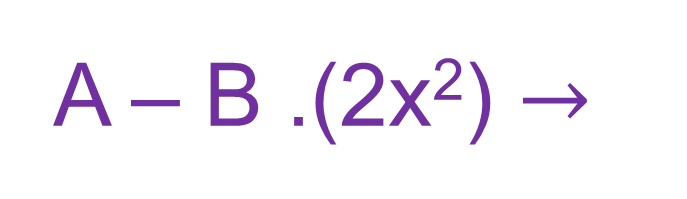 A – B .(2x²) →